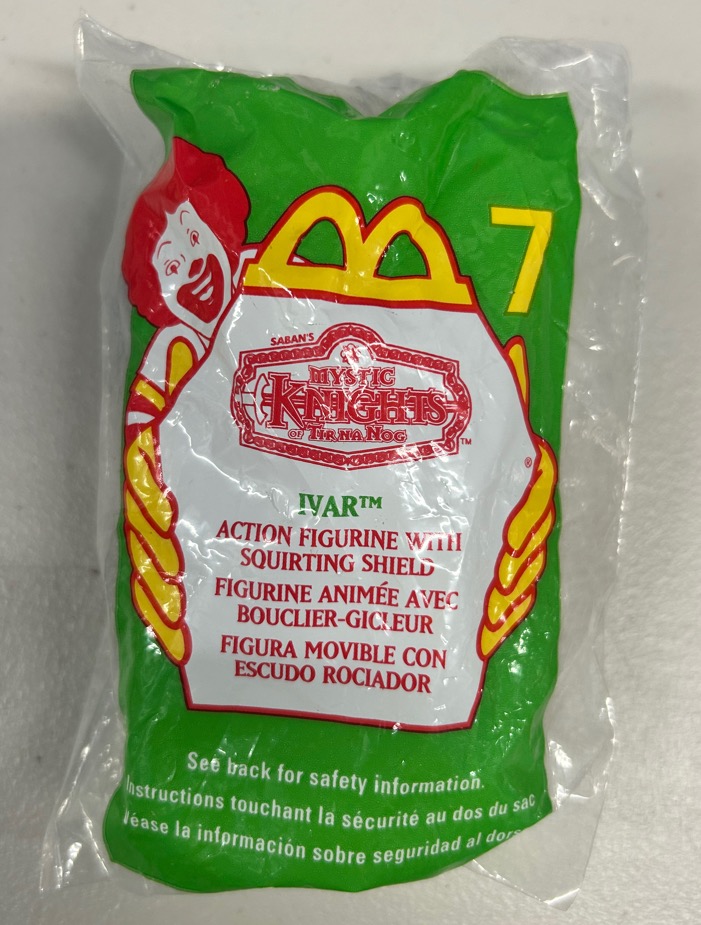 7
SABAN'S
MYSTIC
KNIGHTS
OF TIR NA NOG
TM
®
IVAR™
ACTION FIGURINE WITH
SQUIRTING SHIELD
FIGURINE ANIMÉE AVEC
BOUCLIER-GICLEUR
FIGURA MOVIBLE CON
ESCUDO ROCIADOR
See back for safety information.
Instructions touchant la sécurité au dos du sac
Véase la información sobre seguridad al